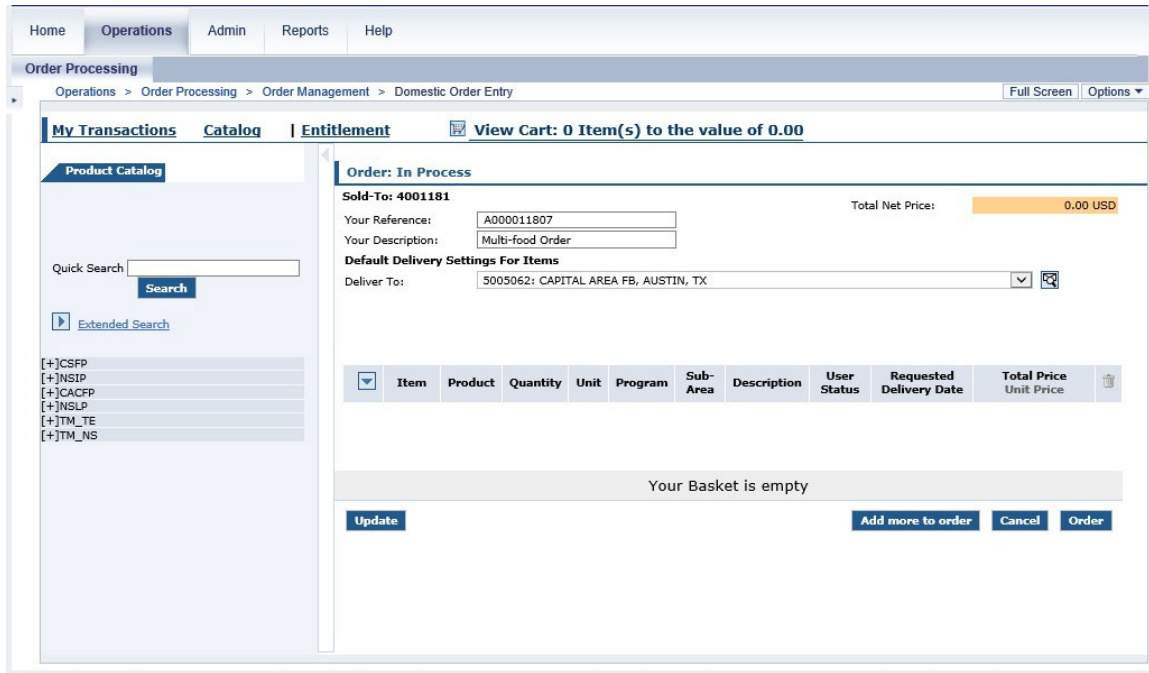 Home Operations Admin Reports Help
Order Processing
Operations > Order Processing > Order Management > Domestic Order Entry Full Screen Options
My Transactions Catalog | Entitlement View Cart: 0 Item(s) to the value of 0.00
Product Catalog
Quick Search
Search
Extended Search
[+]CSFP
[+]NSIP
[+]CACFP
[+]NSLP
[+]TM_TE
[+]TM_NS
Order: In Process
Sold-To: 4001181
Total Net Price: 0.00 USD
Your Reference: A000011807
Your Description: Multi-food Order
Default Delivery Settings For Items
Deliver To: 5005062: CAPITAL AREA FB, AUSTIN, TX
Item Product Quantity Unit Program Sub-Area Description User Status Requested Delivery Date Total Price Unit Price
Your Basket is empty
Update Add more to order Cancel Order